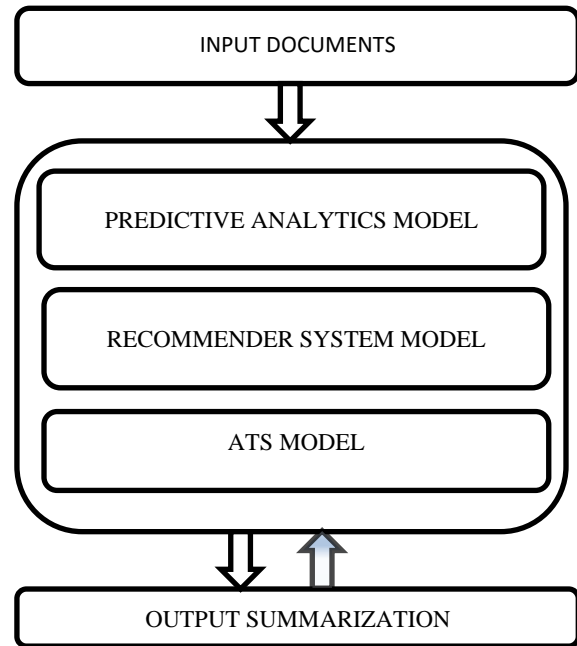 INPUT DOCUMENTS
PREDICTIVE ANALYTICS MODEL
RECOMMENDER SYSTEM MODEL
ATS MODEL
OUTPUT SUMMARIZATION